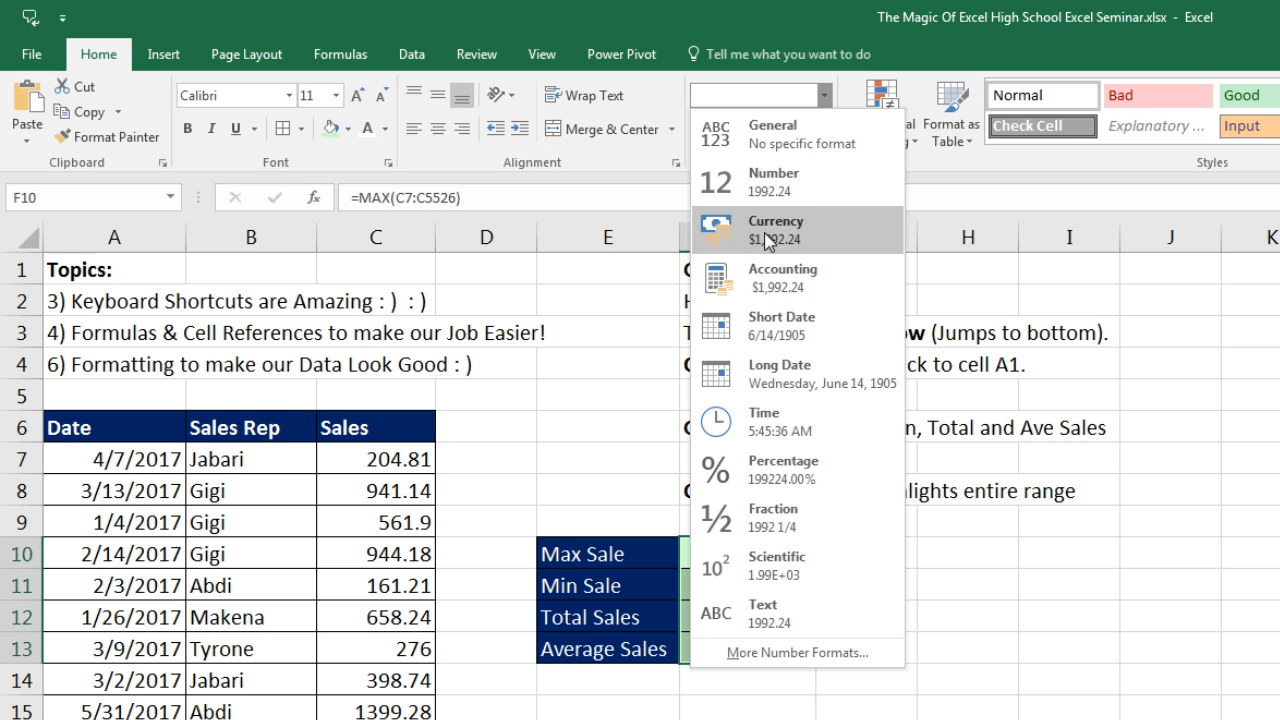 The Magic Of Excel High School Excel Seminar.xlsx - Excel
File Home Insert Page Layout Formulas Data Review View Power Pivot Tell me what you want to do
Paste
Cut
Copy
Format Painter
Clipboard
Calibri 11
B I U A
Font
Wrap Text
Merge & Center
Alignment
Format as
Table
Normal Bad Good
Check Cell Explanatory ... Input
Styles
F10 fx =MAX(C7:C5526)
ABC
123
General
No specific format
12
Number
1992.24
Currency
Accounting
$1,992.24
Short Date
6/14/1905
Long Date
Wednesday, June 14, 1905
Time
5:45:36 AM
%
Percentage
199224.00%
½
Fraction
1992 1/4
10²
Scientific
1.99E+03
ABC
Text
1992.24
More Number Formats...
A B C D E H I J K
1 Topics:
2 3) Keyboard Shortcuts are Amazing : ) : )
3 4) Formulas & Cell References to make our Job Easier! (Jumps to bottom).
4 6) Formatting to make our Data Look Good : ) ck to cell A1.
5
6 Date Sales Rep Sales n, Total and Ave Sales
7 4/7/2017 Jabari 204.81
8 3/13/2017 Gigi 941.14 lights entire range
9 1/4/2017 Gigi 561.9
10 2/14/2017 Gigi 944.18 Max Sale
11 2/3/2017 Abdi 161.21 Min Sale
12 1/26/2017 Makena 658.24 Total Sales
13 3/9/2017 Tyrone 276 Average Sales
14 3/2/2017 Jabari 398.74
15 5/31/2017 Abdi 1399.28